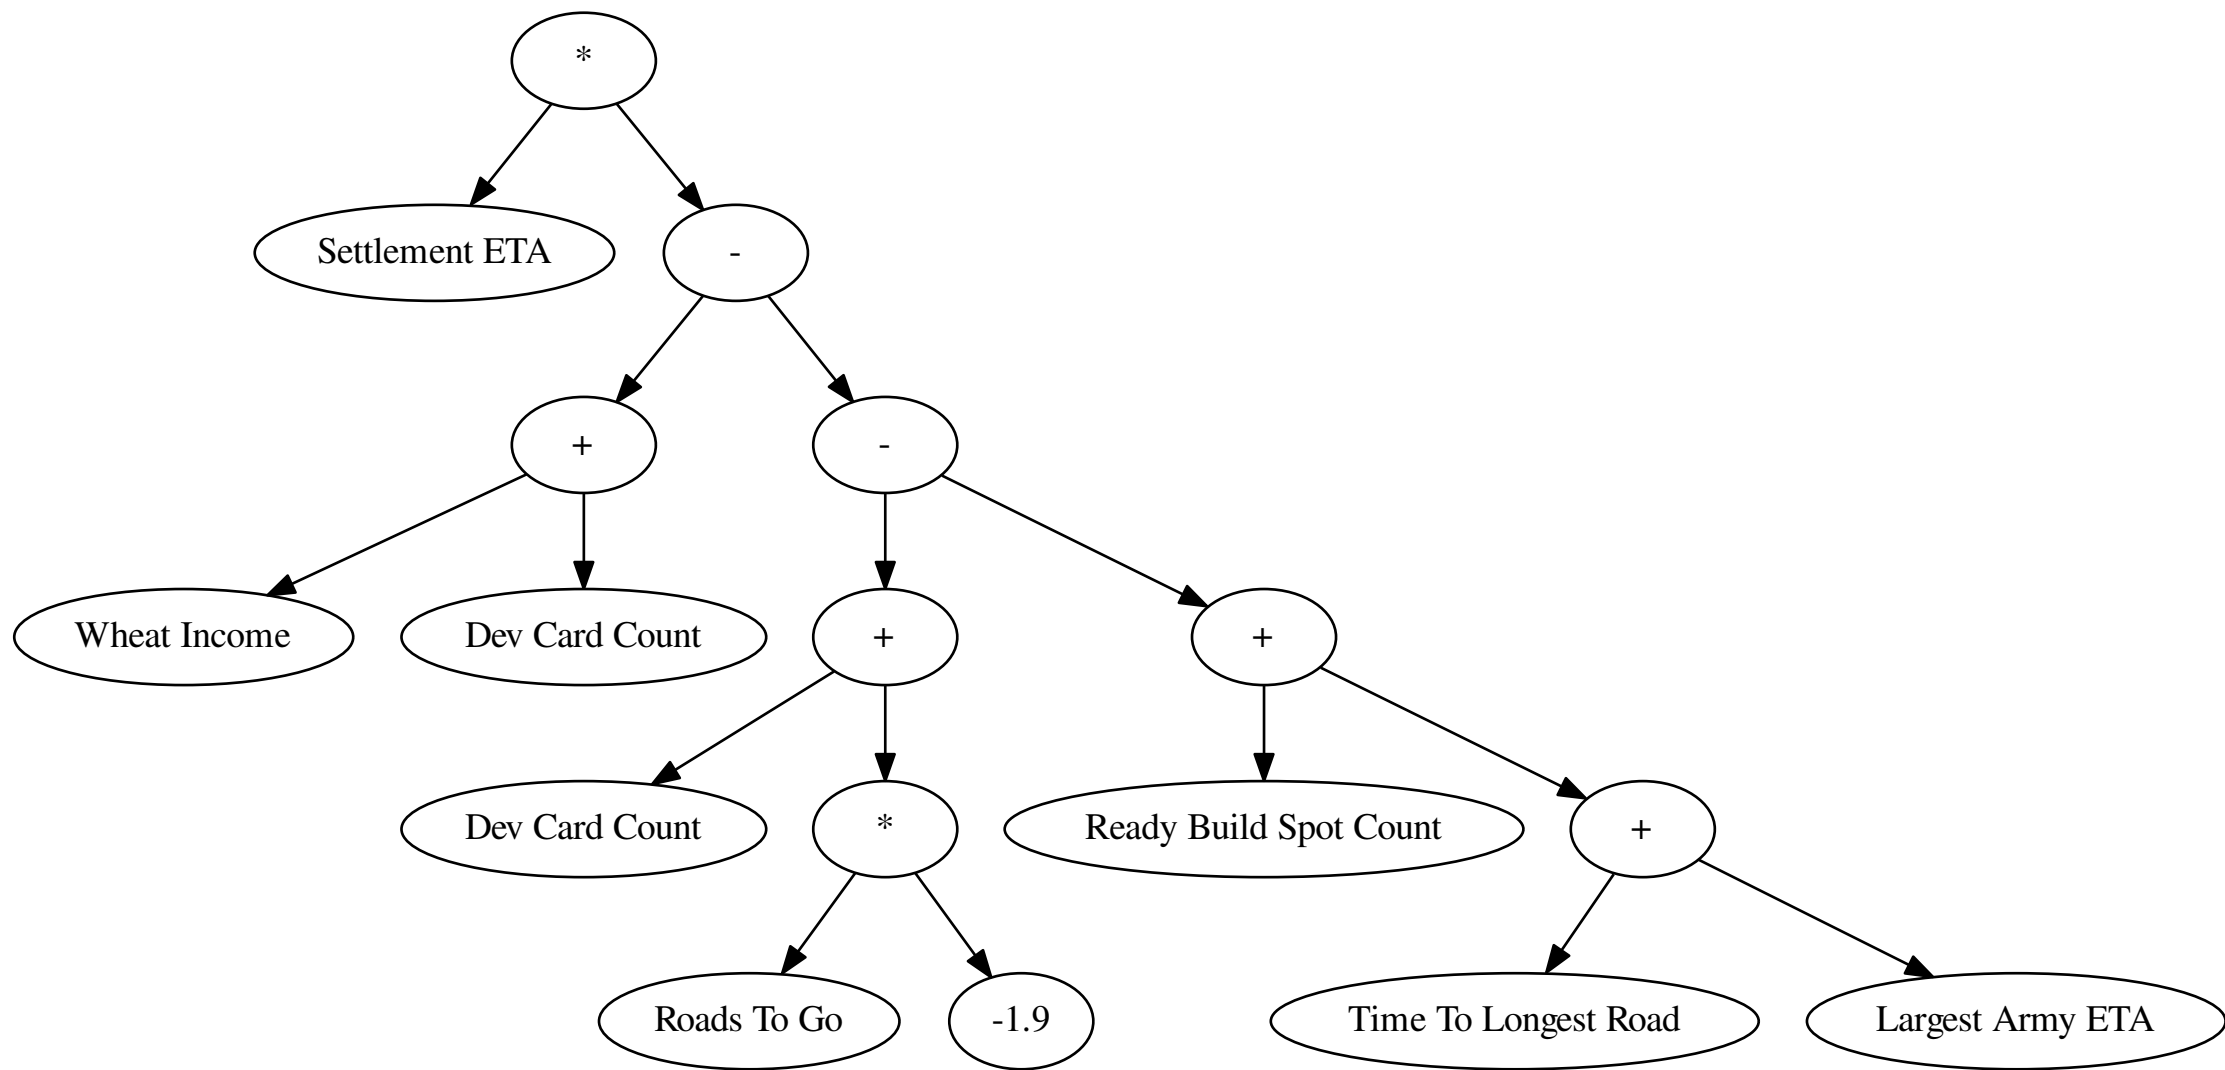 *
Settlement ETA
-
+
-
Wheat Income
Dev Card Count
+
+
Dev Card Count
*
Ready Build Spot Count
+
Roads To Go
-1.9
Time To Longest Road
Largest Army ETA